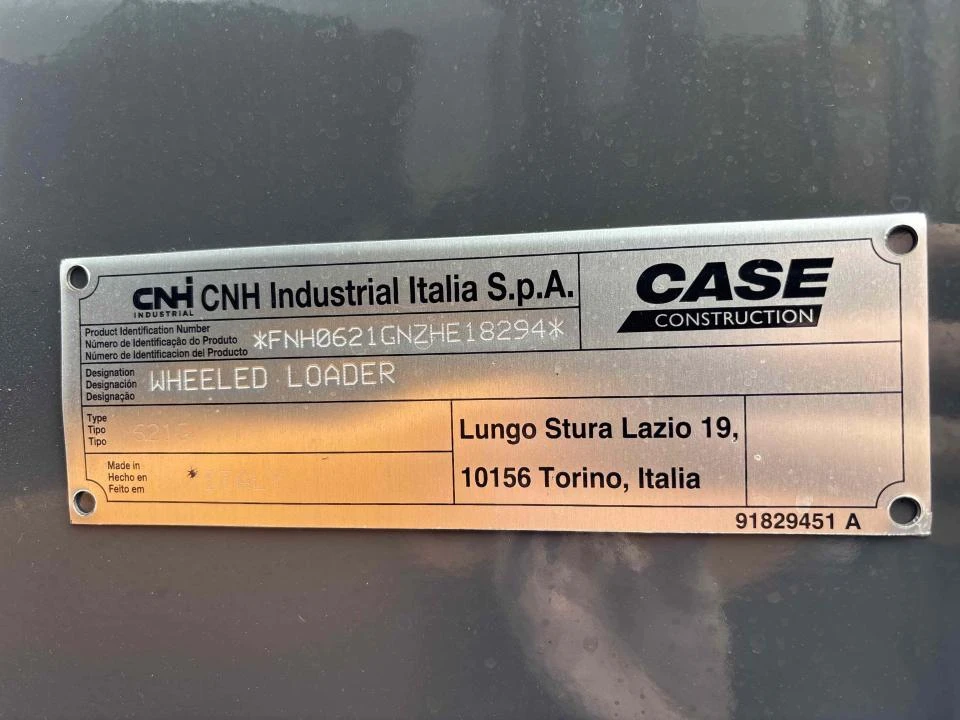 CNH INDUSTRIAL CNH Industrial Italia S.p.A.
CASE
CONSTRUCTION
Product Identification Number
Número de Identificação do Produto
Número de Identificacion del Producto
*FNH0621GNZHE18294*
Designation
Designación
Designação
WHEELED LOADER
Type
Tipo
Tipo
Made in
Hecho en
Feito em
Lungo Stura Lazio 19,
10156 Torino, Italia
91829451 A